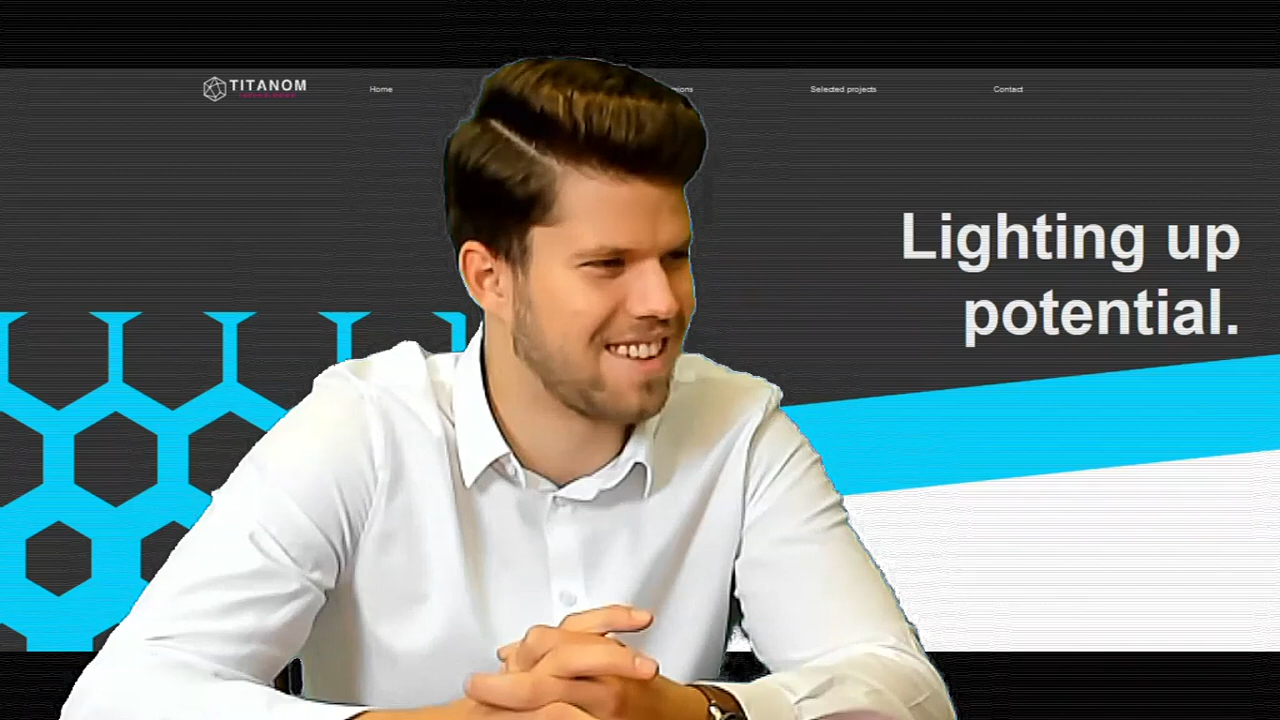 TITANOM
Home
Selected projects
Contact
Lighting up
potential.